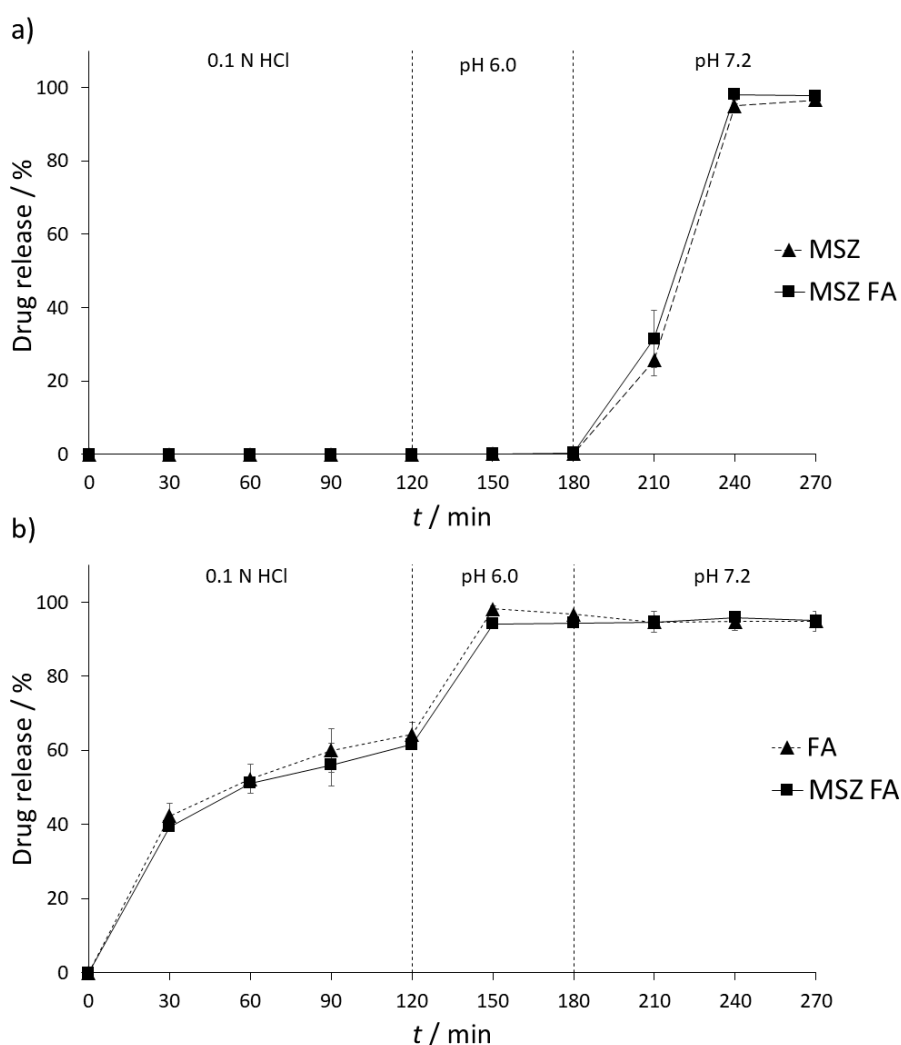 a)
0.1 N HCl
pH 6.0
pH 7.2
Drug release / %
100
80
60
40
20
0
MSZ
MSZ FA
0 30 60 90 120 150 180 210 240 270
t / min
b)
0.1 N HCl
pH 6.0
pH 7.2
Drug release / %
100
80
60
40
20
0
FA
MSZ FA
0 30 60 90 120 150 180 210 240 270
t / min